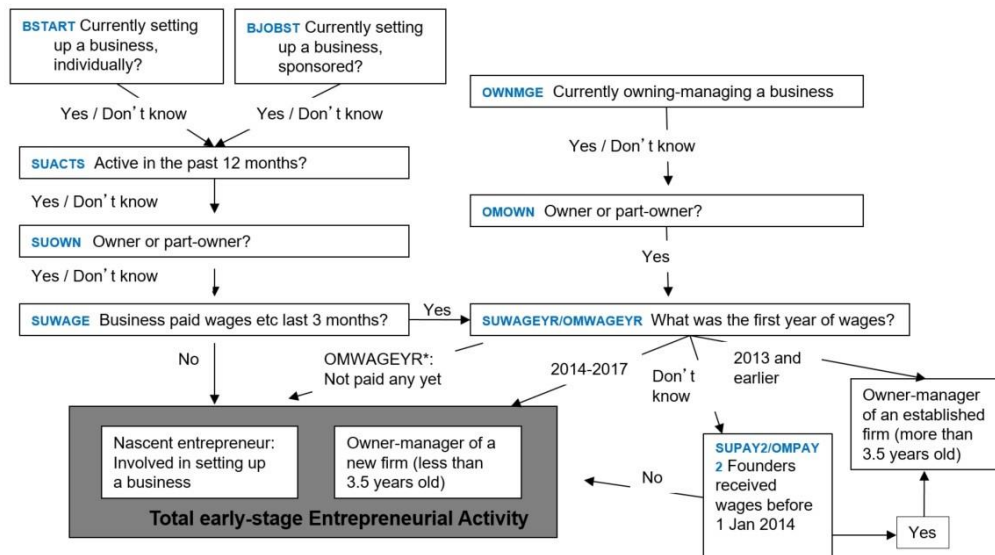 BSTART Currently setting
up a business,
individually?
BJOBST Currently setting
up a business,
sponsored?
Yes / Don't know
Yes / Don't know
OWNMGE Currently owning-managing a business
Yes / Don't know
SUACTS Active in the past 12 months?
Yes / Don't know
OMOWN Owner or part-owner?
SUOWN Owner or part-owner?
Yes
Yes / Don't know
SUWAGE Business paid wages etc last 3 months?
Yes
SUWAGEYR/OMWAGEYR What was the first year of wages?
No
OMWAGEYR*:
Not paid any yet
2014-2017
Don't
know
2013 and
earlier
Nascent entrepreneur:
Involved in setting up
a business
Owner-manager of a
new firm (less than
3.5 years old)
Total early-stage Entrepreneurial Activity
No
SUPAY2/OMPAY
2 Founders
received
wages before
1 Jan 2014
Owner-manager
of an established
firm (more than
3.5 years old)
Yes